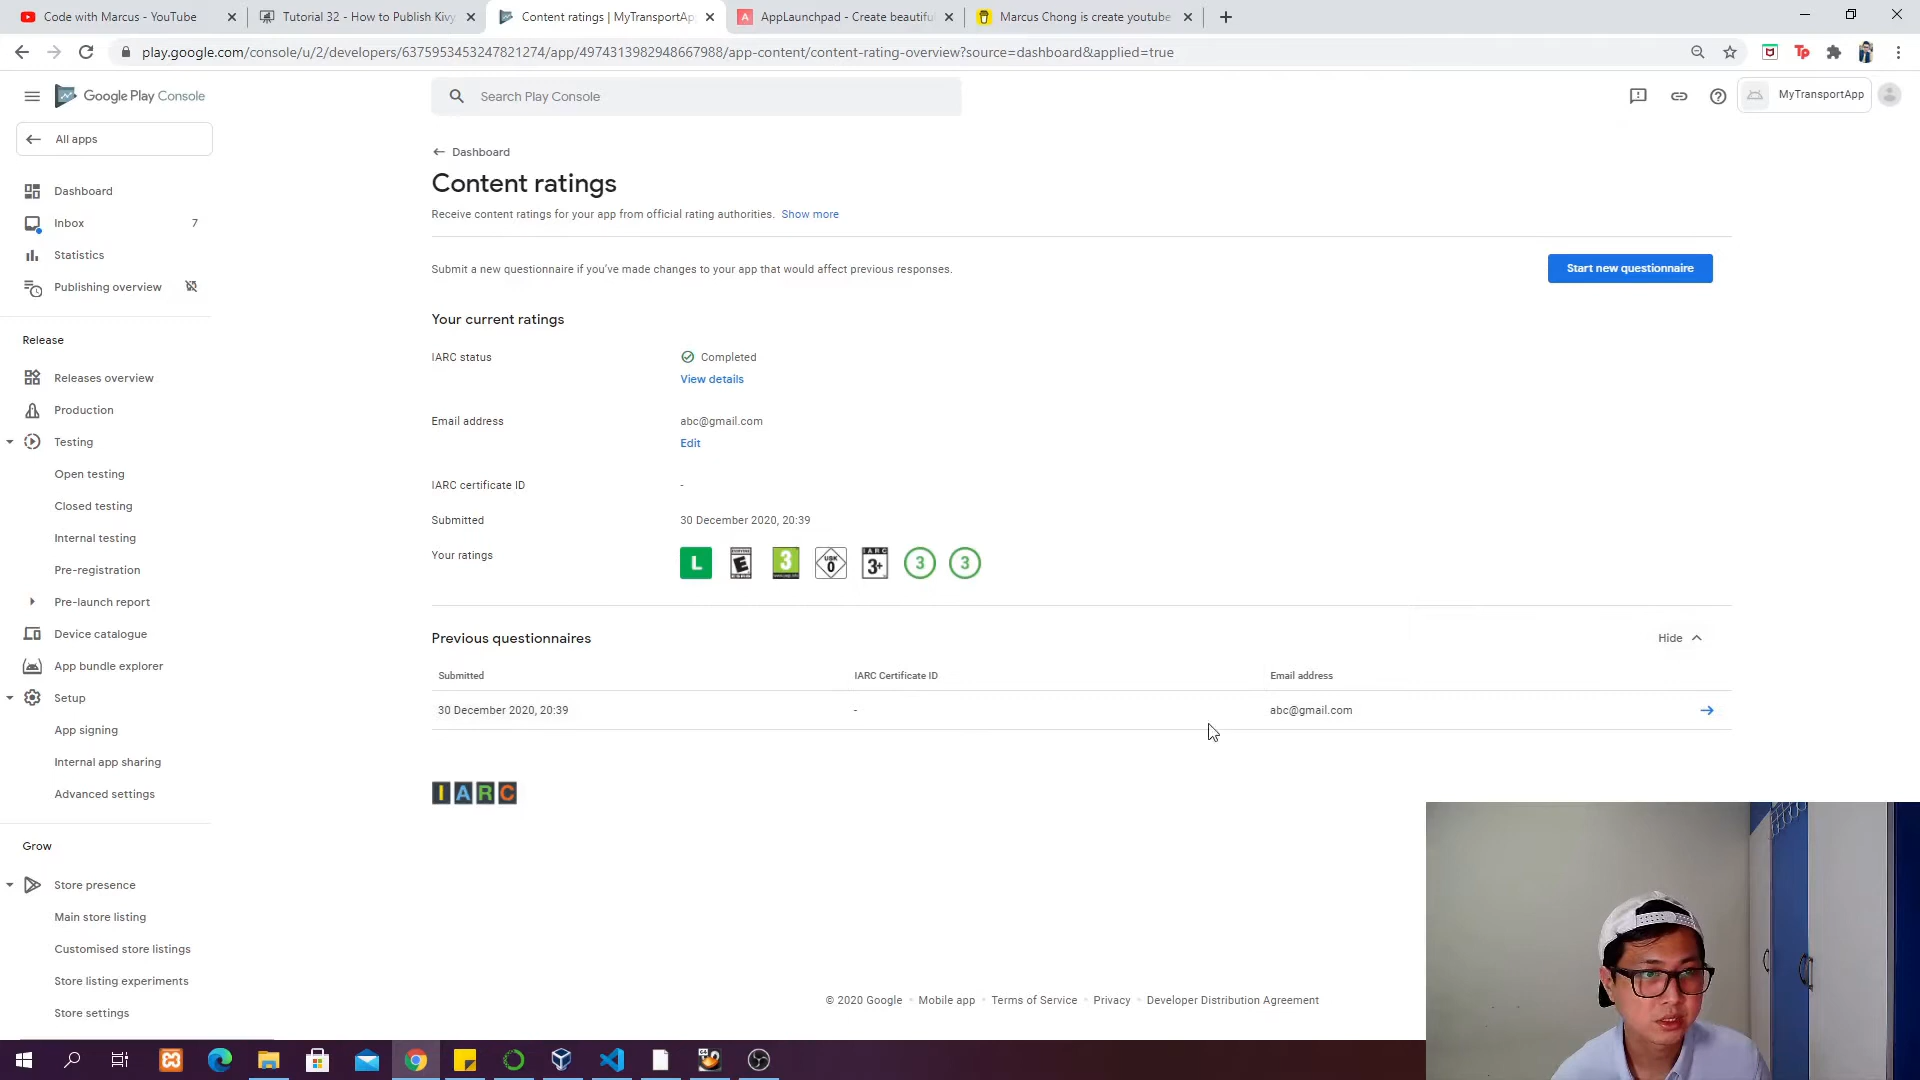 Code with Marcus - YouTube
Tutorial 32 - How to Publish Kivy
Content ratings | MyTransportAp
AppLaunchpad - Create beautiful
Marcus Chong is create youtube
play.google.com/console/u/2/developers/6375953453247821274/app/4974313982948667988/app-content/content-rating-overview?source=dashboard&applied=true
Google Play Console
Search Play Console
MyTransportApp
All apps
Dashboard
Inbox 7
Statistics
Publishing overview
Release
Releases overview
Production
Testing
Open testing
Closed testing
Internal testing
Pre-registration
Pre-launch report
Device catalogue
App bundle explorer
Setup
App signing
Internal app sharing
Advanced settings
Grow
Store presence
Main store listing
Customised store listings
Store listing experiments
Store settings
Dashboard
Content ratings
Receive content ratings for your app from official rating authorities. Show more
Submit a new questionnaire if you've made changes to your app that would affect previous responses.
Start new questionnaire
Your current ratings
IARC status Completed
View details
Email address abc@gmail.com
Edit
IARC certificate ID -
Submitted 30 December 2020, 20:39
Your ratings L E 3 USK 0 IARC 3+ 3 3
Previous questionnaires Hide
Submitted IARC Certificate ID Email address
30 December 2020, 20:39 - abc@gmail.com
IARC
© 2020 Google · Mobile app · Terms of Service · Privacy · Developer Distribution Agreement